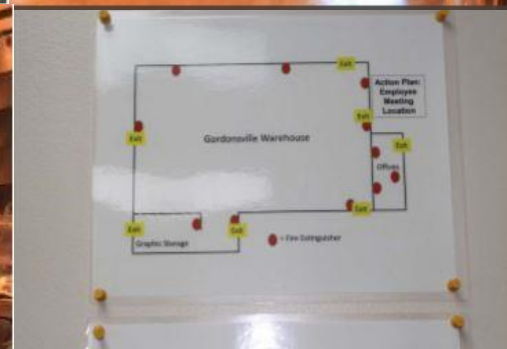 Exit
Action Plan:
Employee
Meeting
Location
Exit
Exit
Gordonsville Warehouse
Exit
Offices
Exit
Exit
Exit
Graphic Storage
= Fire Extinguisher